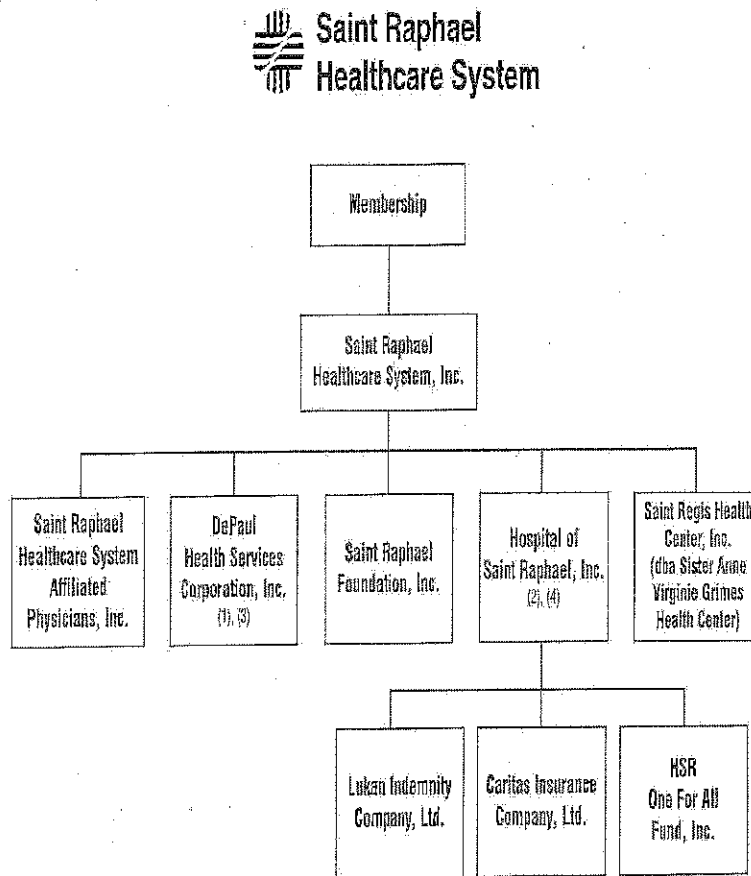 Saint Raphael
Healthcare System
Membership
Saint Raphael
Healthcare System, Inc.
Saint Raphael
Healthcare System
Affiliated
Physicians, Inc.
DePaul
Health Services
Corporation, Inc.
(1), (3)
Saint Raphael
Foundation, Inc.
Hospital of
Saint Raphael, Inc.
(2), (4)
Saint Regis Health
Center, Inc.
(dba Sister Anne
Virginie Grimes
Health Center)
Lukan Indemnity
Company, Ltd.
Caritas Insurance
Company, Ltd.
HSR
One For All
Fund, Inc.